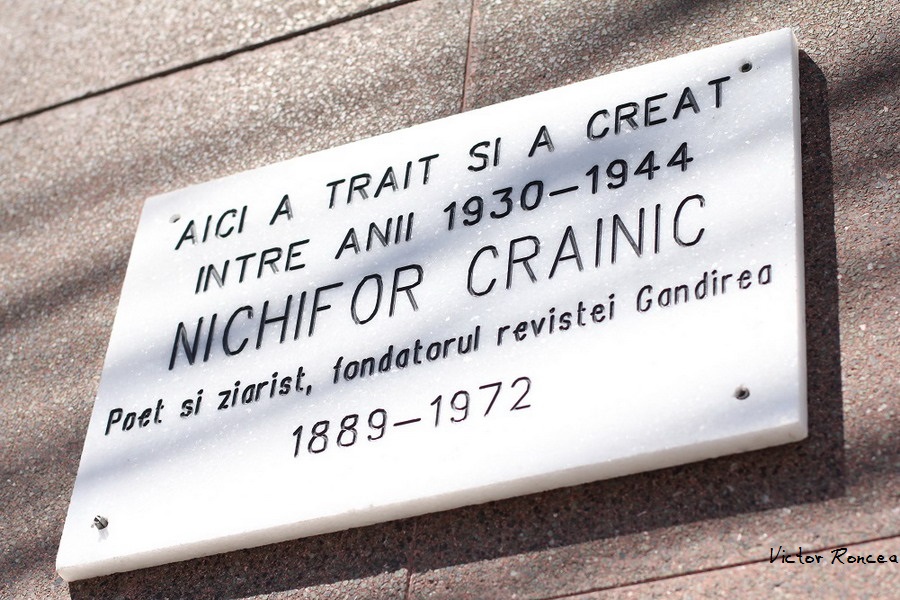 AICI A TRAIT SI A CREAT
INTRE ANII 1930-1944
NICHIFOR CRAINIC
Poet si ziarist, fondatorul revistei Gandirea
1889-1972
Victor Roncea